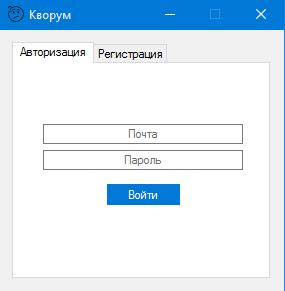 Кворум
Авторизация Регистрация
Почта
Пароль
Войти